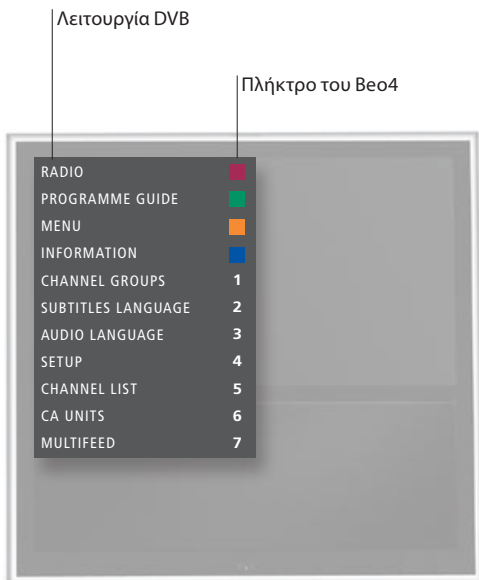 Λειτουργία DVB
Πλήκτρο του Beo4
RADIO
PROGRAMME GUIDE
MENU
INFORMATION
CHANNEL GROUPS 1
SUBTITLES LANGUAGE 2
AUDIO LANGUAGE 3
SETUP 4
CHANNEL LIST 5
CA UNITS 6
MULTIFEED 7